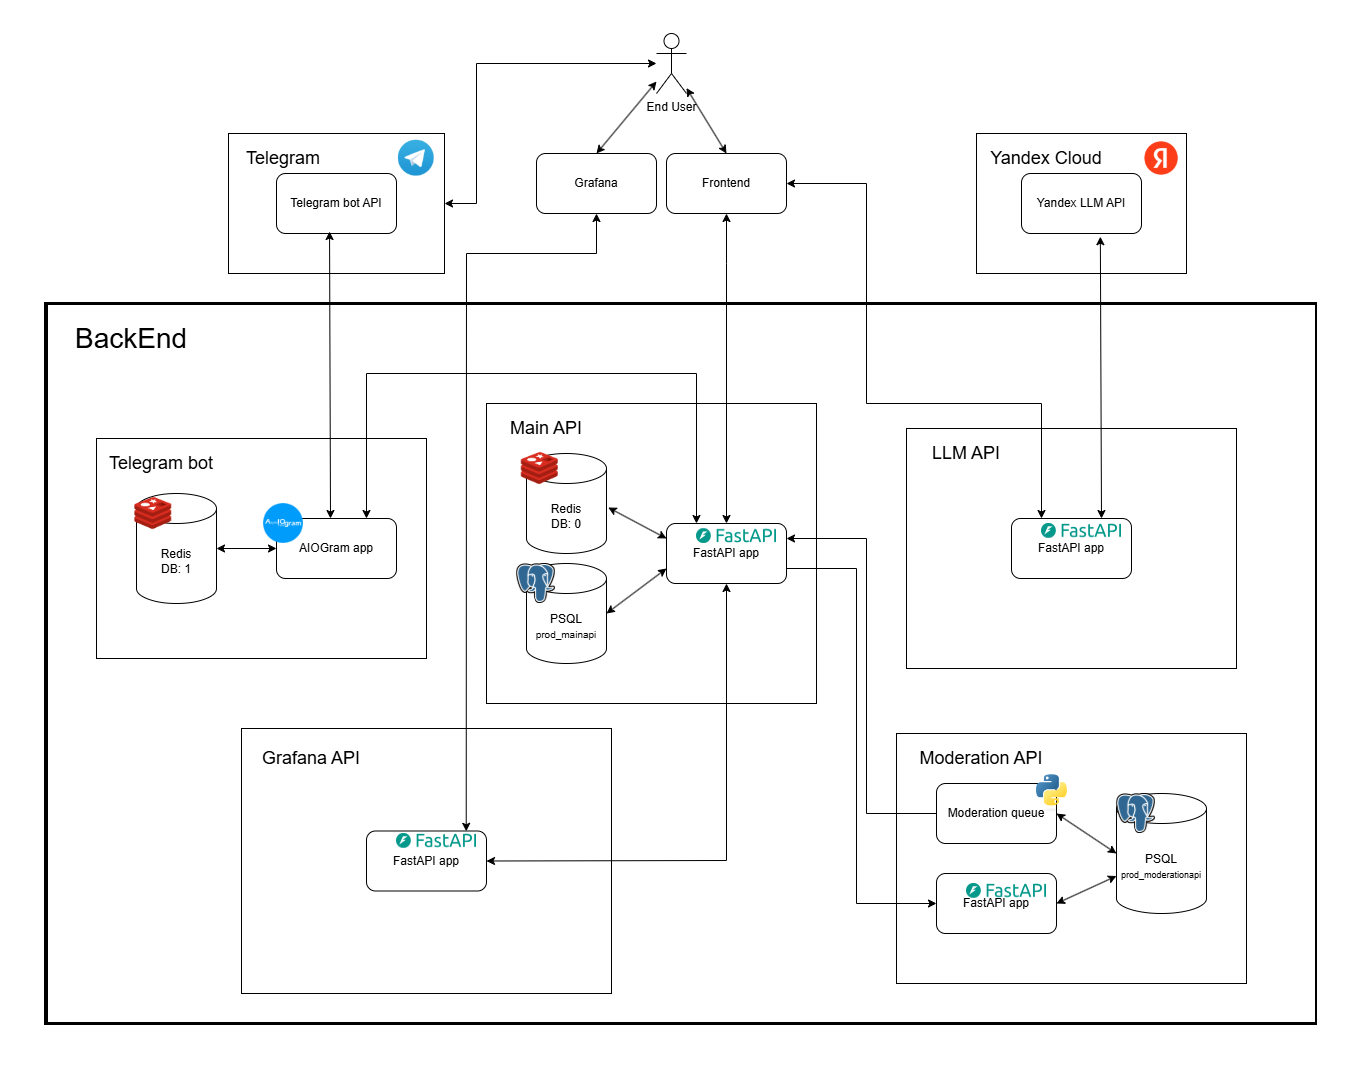 End User
Telegram
Telegram bot API
Grafana
Frontend
Yandex Cloud
Я
Yandex LLM API
BackEnd
Main API
Telegram bot
LLM API
Redis
DB: 0
FastAPI
FastAPI app
Redis
DB: 1
AIOGram
AIOGram app
FastAPI
FastAPI app
PSQL
prod_mainapi
Grafana API
FastAPI
FastAPI app
Moderation API
Moderation queue
PSQL
prod_moderationapi
FastAPI
FastAPI app